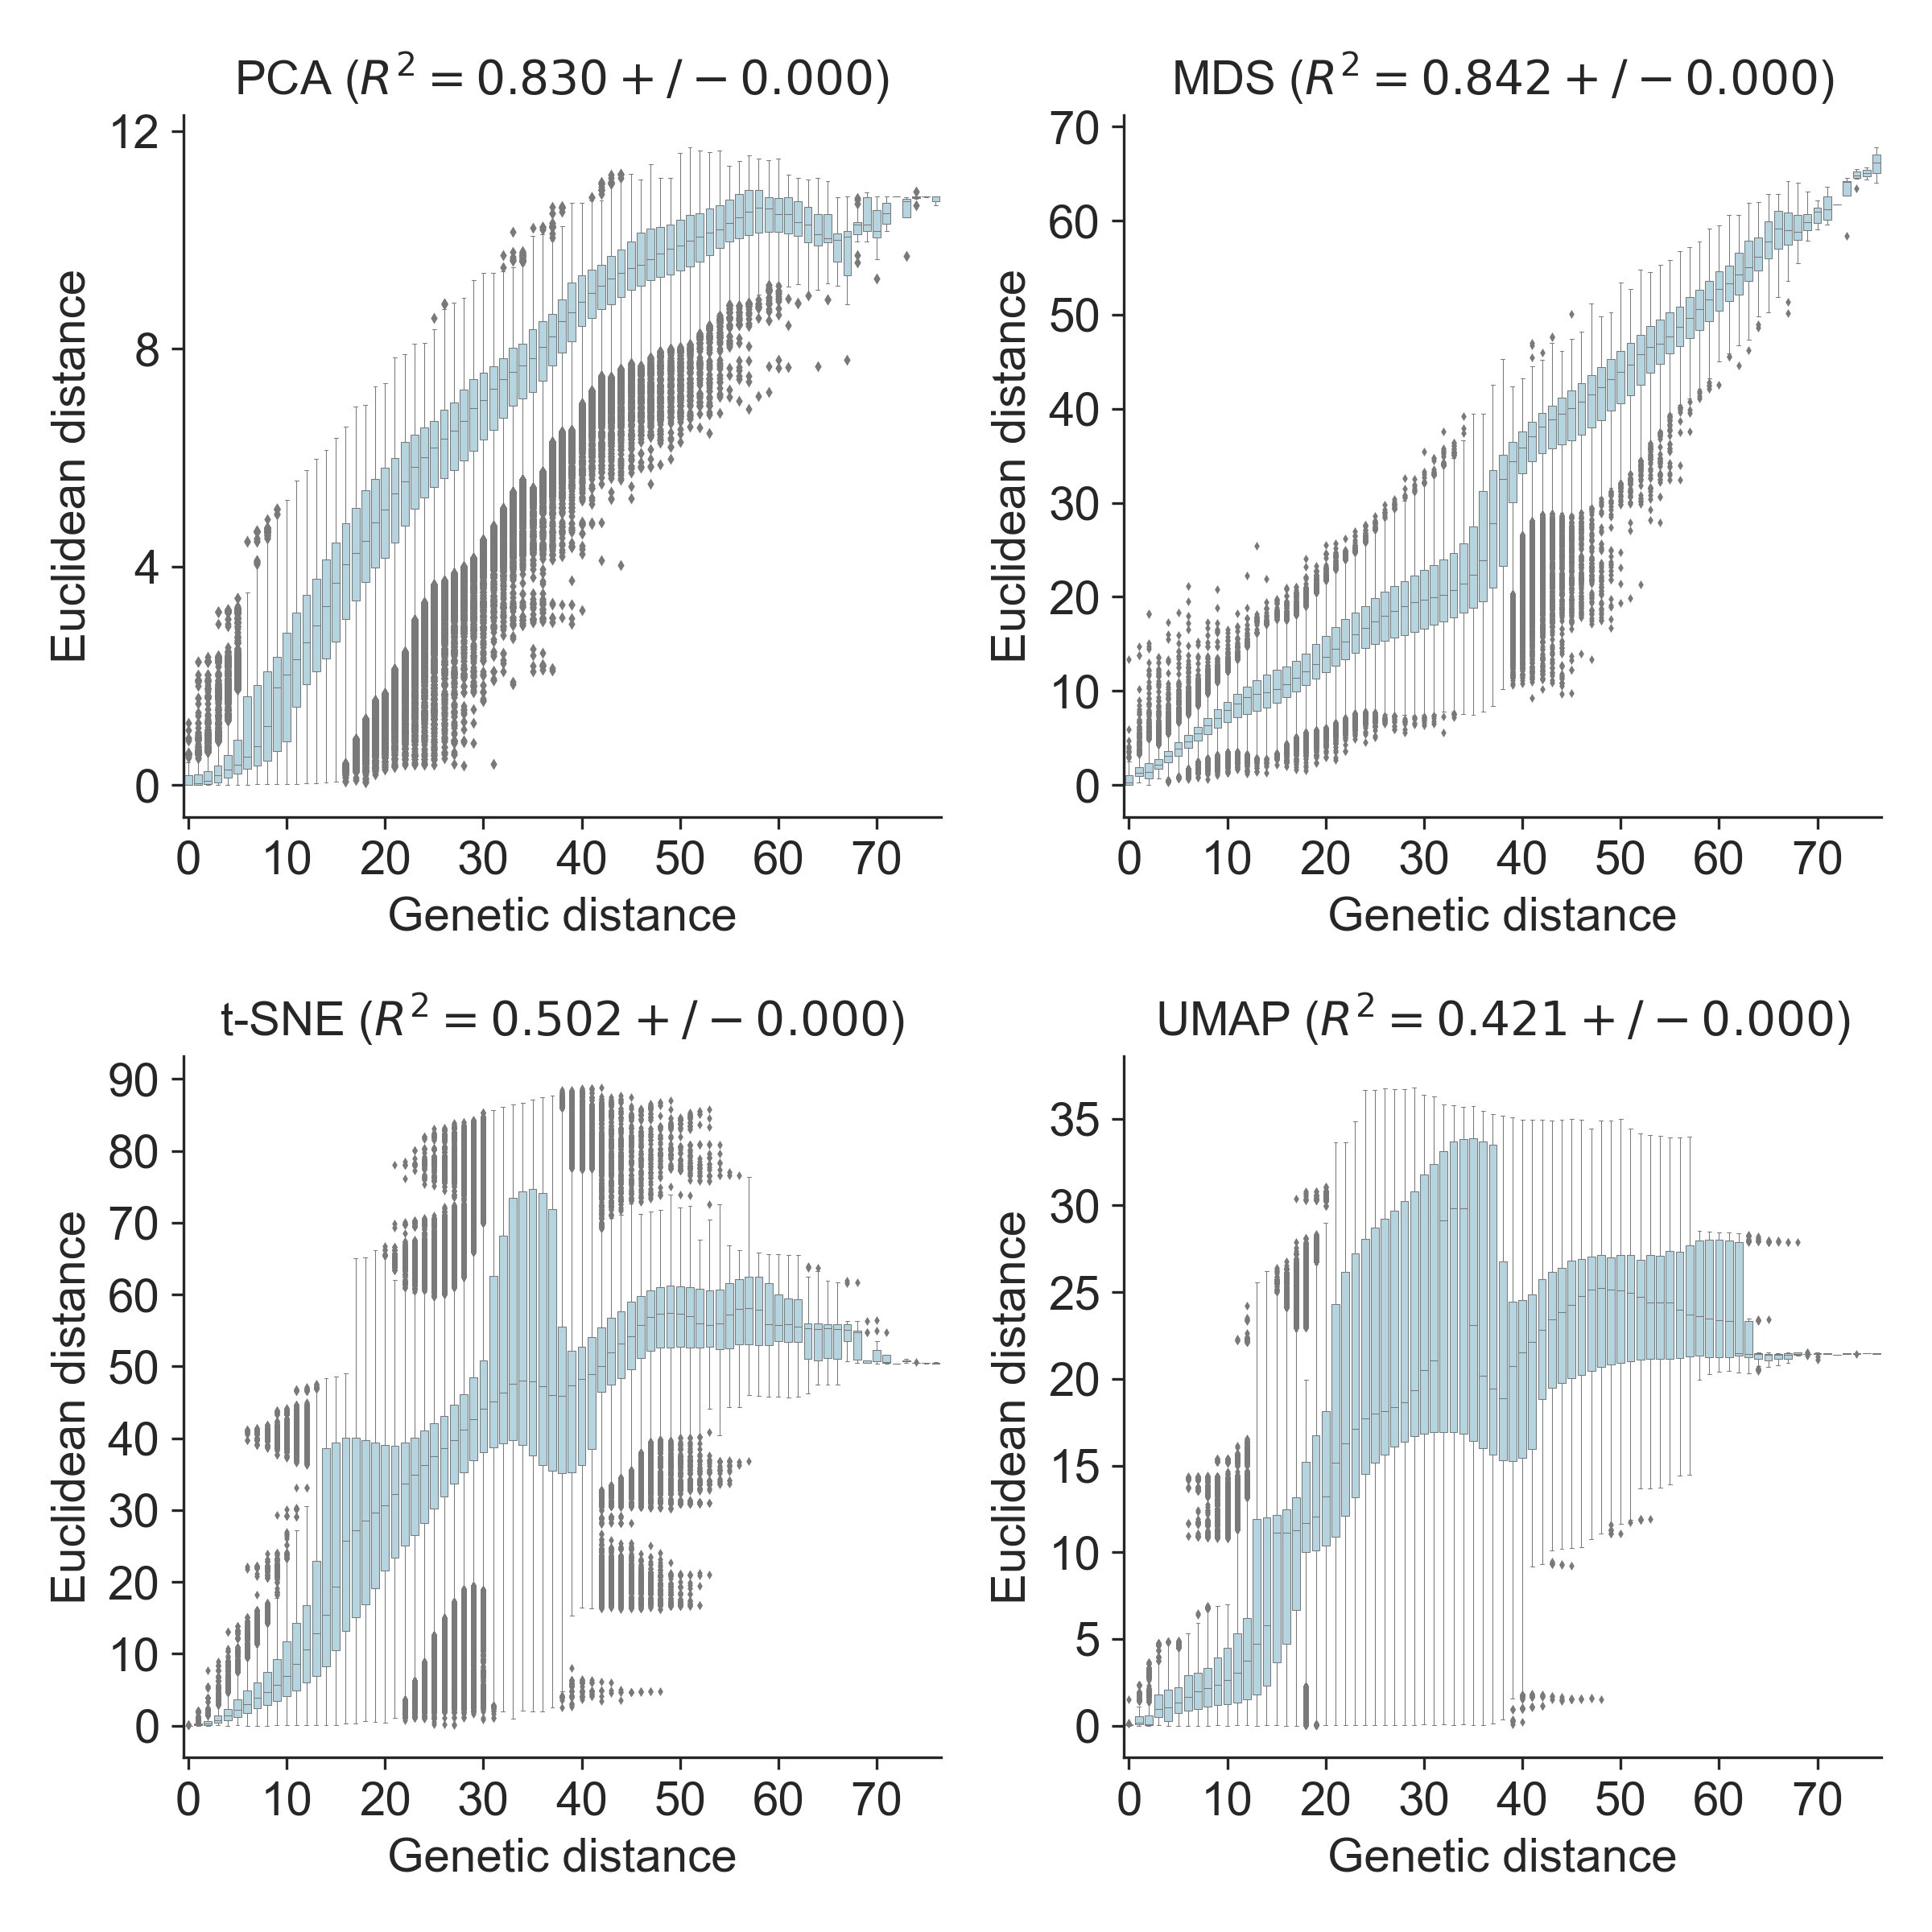 PCA (R² = 0.830 + / − 0.000)
12
8
4
0
Euclidean distance
0 10 20 30 40 50 60 70
Genetic distance
MDS (R² = 0.842 + / − 0.000)
70
60
50
40
30
20
10
0
Euclidean distance
0 10 20 30 40 50 60 70
Genetic distance
t-SNE (R² = 0.502 + / − 0.000)
90
80
70
60
50
40
30
20
10
0
Euclidean distance
0 10 20 30 40 50 60 70
Genetic distance
UMAP (R² = 0.421 + / − 0.000)
35
30
25
20
15
10
5
0
Euclidean distance
0 10 20 30 40 50 60 70
Genetic distance